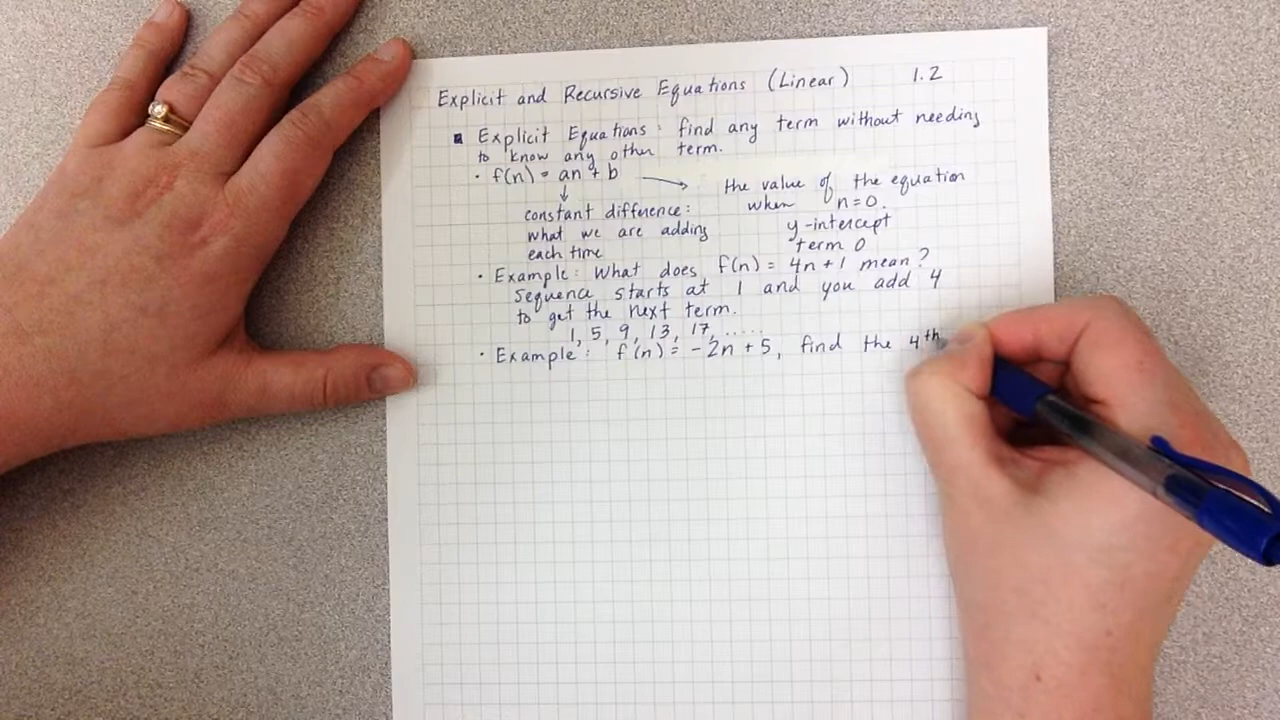 Explicit and Recursive Equations (Linear) 1.2
▪ Explicit Equations: find any term without needing
to know any other term.
• f(n) = an + b → the value of the equation
when n=0.
↓
constant difference:
what we are adding
each time
y-intercept
term 0
• Example: What does f(n) = 4n+1 mean?
Sequence starts at 1 and you add 4
to get the next term.
1, 5, 9, 13, 17, .....
• Example: f(n) = -2n + 5, find the 4th